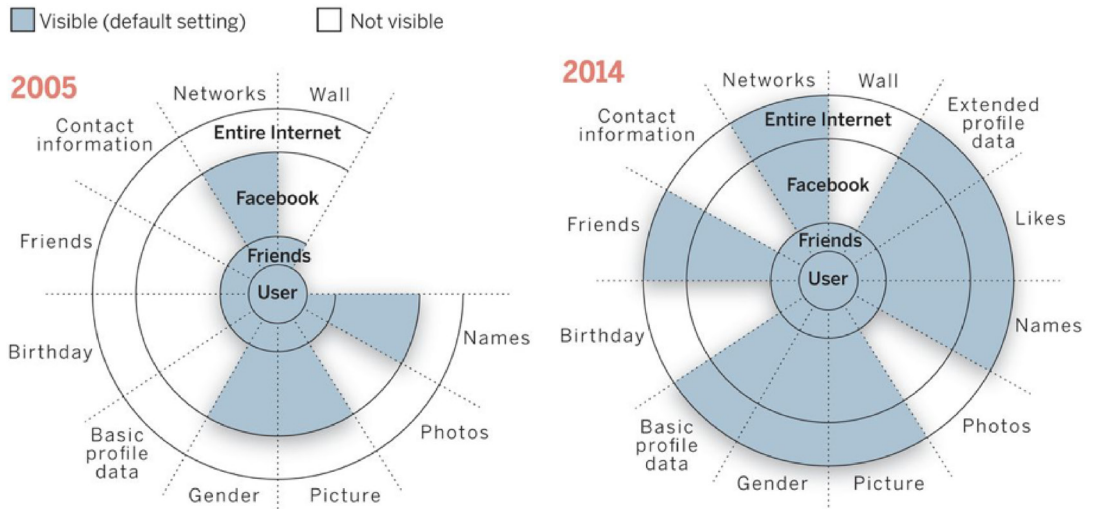 Visible (default setting)
Not visible
2005
Networks
Wall
Contact
information
Entire Internet
Facebook
Friends
Friends
User
Names
Birthday
Photos
Basic
profile
data
Gender
Picture
2014
Networks
Wall
Extended
profile
data
Contact
information
Entire Internet
Facebook
Likes
Friends
Friends
User
Names
Birthday
Photos
Basic
profile
data
Gender
Picture